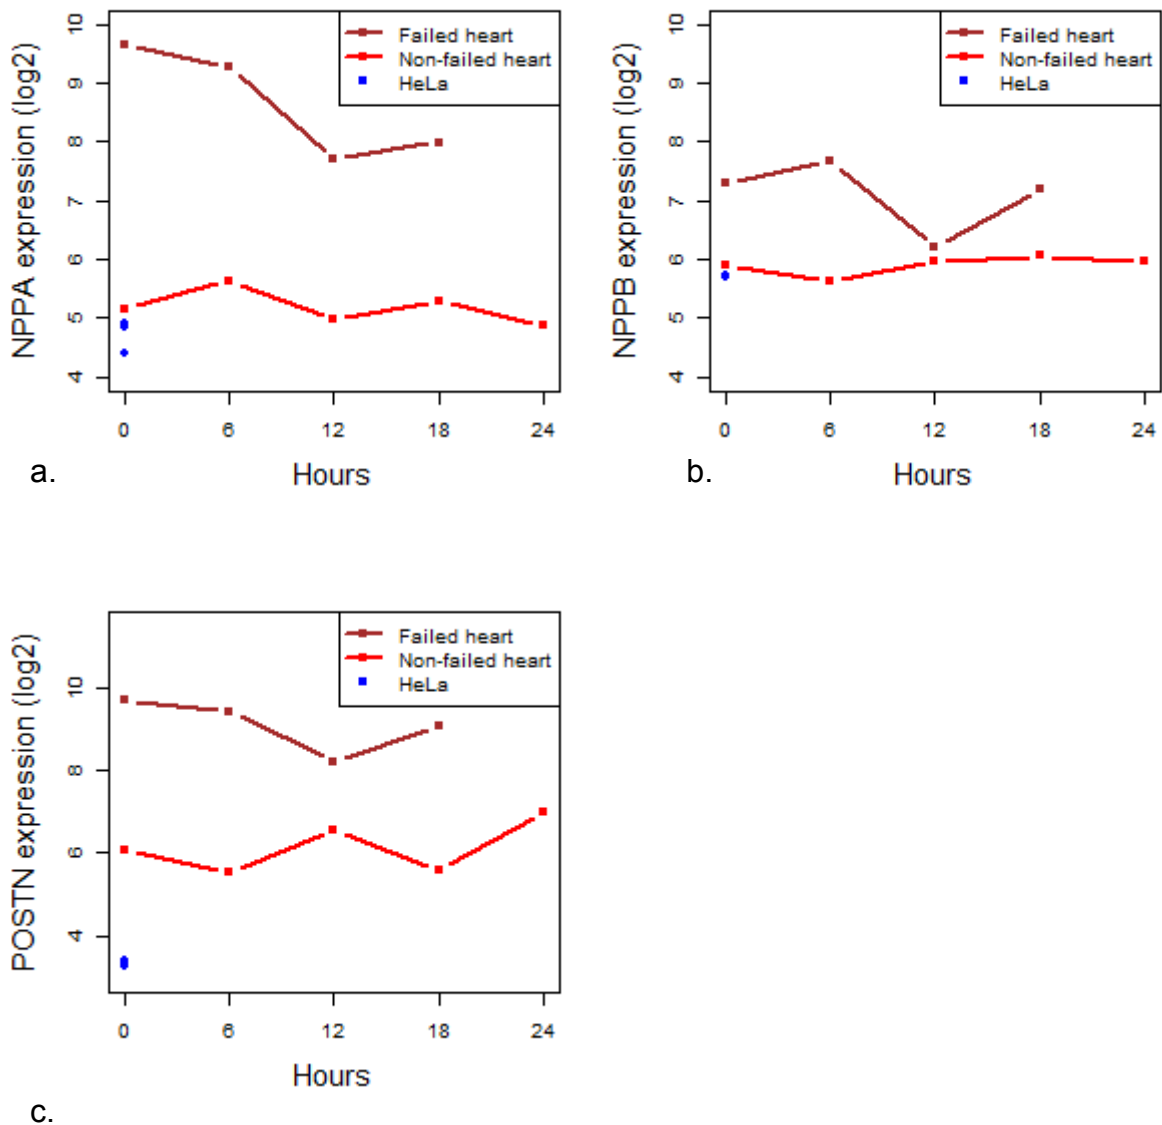 NPPA expression (log2)
10
9
8
7
6
5
4
Failed heart
Non-failed heart
HeLa
0 6 12 18 24
Hours
a.
NPPB expression (log2)
10
9
8
7
6
5
4
Failed heart
Non-failed heart
HeLa
0 6 12 18 24
Hours
b.
POSTN expression (log2)
10
8
6
4
Failed heart
Non-failed heart
HeLa
0 6 12 18 24
Hours
c.